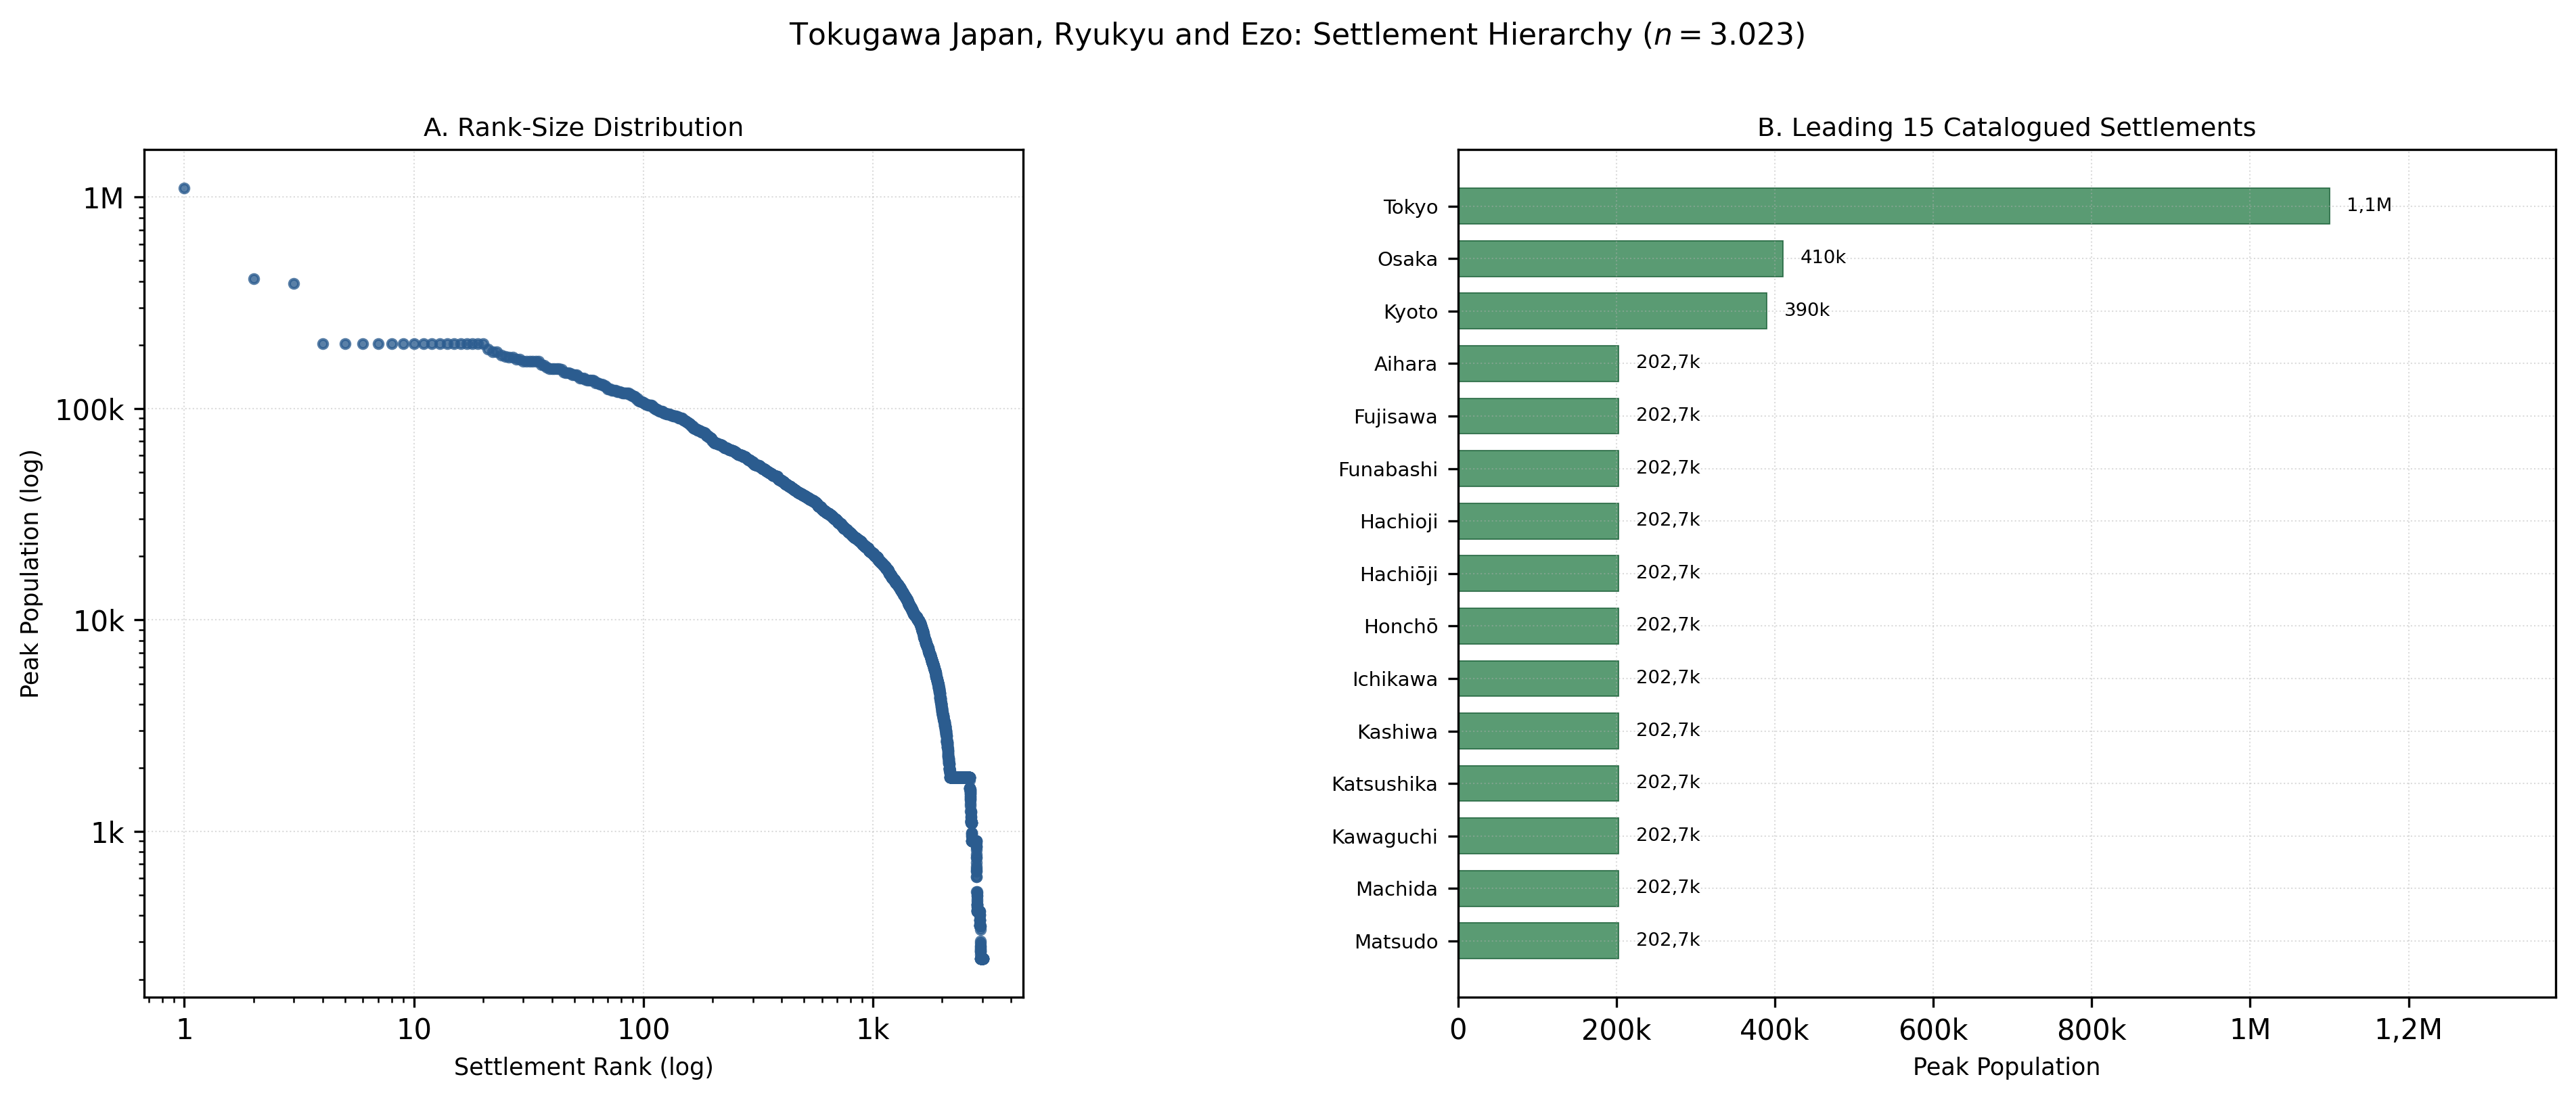 Tokugawa Japan, Ryukyu and Ezo: Settlement Hierarchy (n = 3.023)
A. Rank-Size Distribution
Peak Population (log)
1M
100k
10k
1k
1 10 100 1k
Settlement Rank (log)
B. Leading 15 Catalogued Settlements
Tokyo 1,1M
Osaka 410k
Kyoto 390k
Aihara 202,7k
Fujisawa 202,7k
Funabashi 202,7k
Hachioji 202,7k
Hachiōji 202,7k
Honchō 202,7k
Ichikawa 202,7k
Kashiwa 202,7k
Katsushika 202,7k
Kawaguchi 202,7k
Machida 202,7k
Matsudo 202,7k
0 200k 400k 600k 800k 1M 1,2M
Peak Population